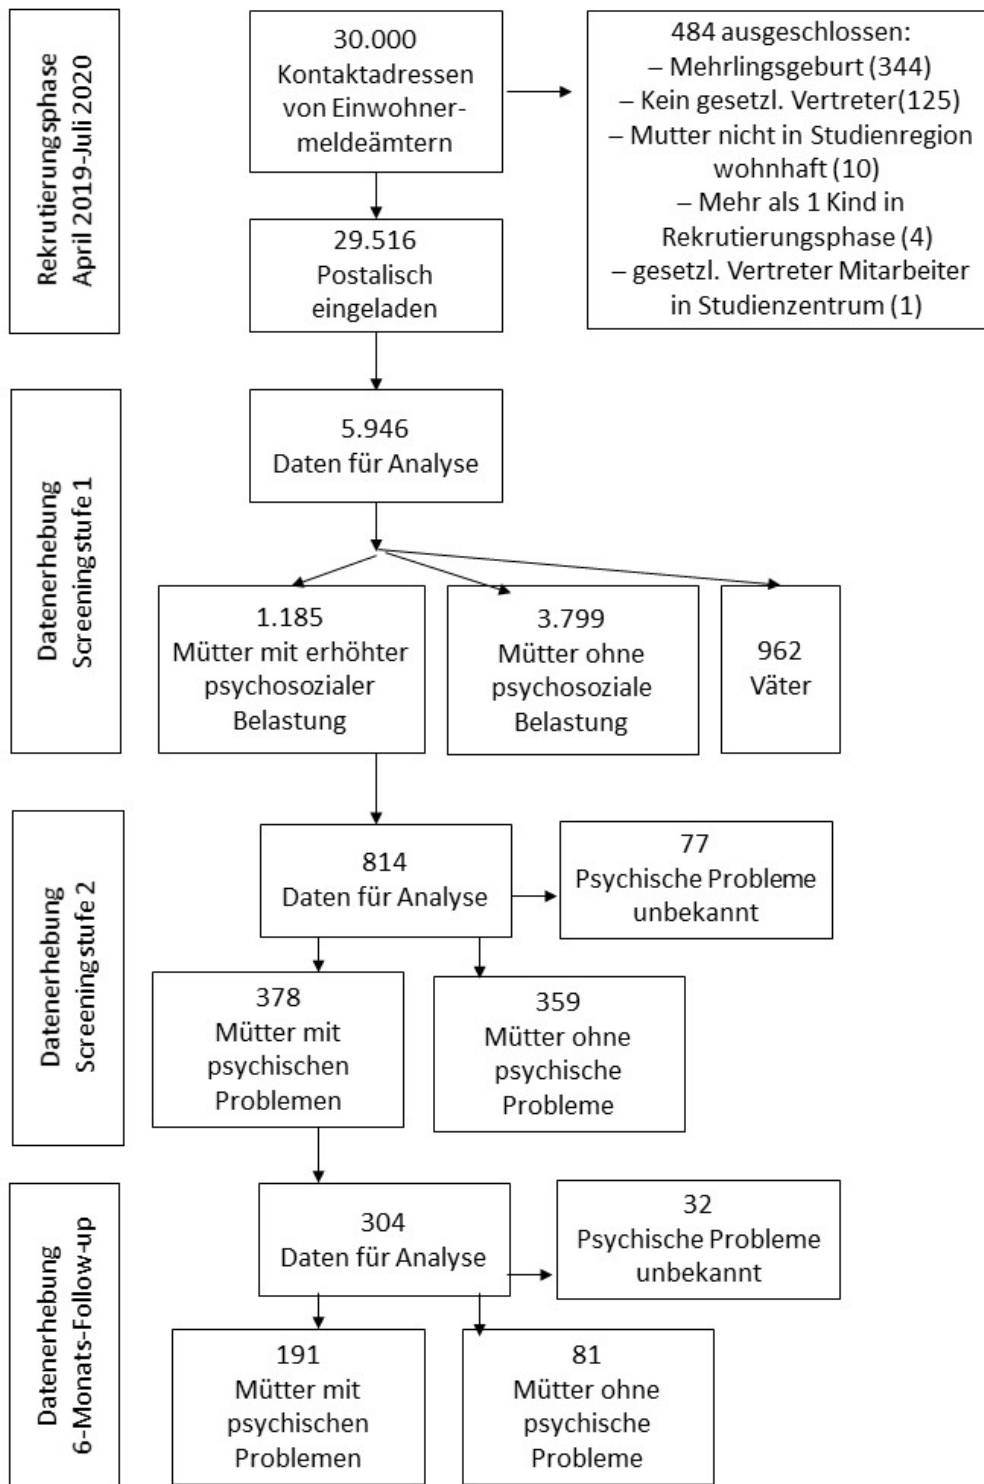 Rekrutierungsphase
April 2019-Juli 2020
30.000
Kontaktadressen
von Einwohner-
meldeämtern
484 ausgeschlossen:
– Mehrlingsgeburt (344)
– Kein gesetzl. Vertreter(125)
– Mutter nicht in Studienregion
wohnhaft (10)
– Mehr als 1 Kind in
Rekrutierungsphase (4)
– gesetzl. Vertreter Mitarbeiter
in Studienzentrum (1)
29.516
Postalisch
eingeladen
Datenerhebung
Screeningstufe 1
5.946
Daten für Analyse
1.185
Mütter mit erhöhter
psychosozialer
Belastung
3.799
Mütter ohne
psychosoziale
Belastung
962
Väter
Datenerhebung
Screeningstufe 2
814
Daten für Analyse
77
Psychische Probleme
unbekannt
378
Mütter mit
psychischen
Problemen
359
Mütter ohne
psychische
Probleme
Datenerhebung
6-Monats-Follow-up
304
Daten für Analyse
32
Psychische Probleme
unbekannt
191
Mütter mit
psychischen
Problemen
81
Mütter ohne
psychische
Probleme